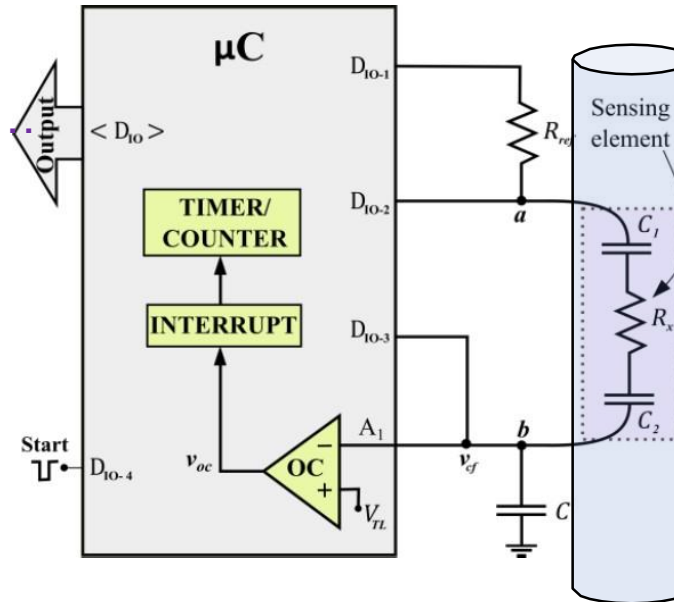 μC
D_IO-1
R_ref
Sensing
element
Output
< D_IO >
TIMER/
COUNTER
D_IO-2
a
C_1
INTERRUPT
R_x
D_IO-3
C_2
Start
D_IO-4
v_oc
OC
−
+
A_1
v_cf
b
V_TL
C